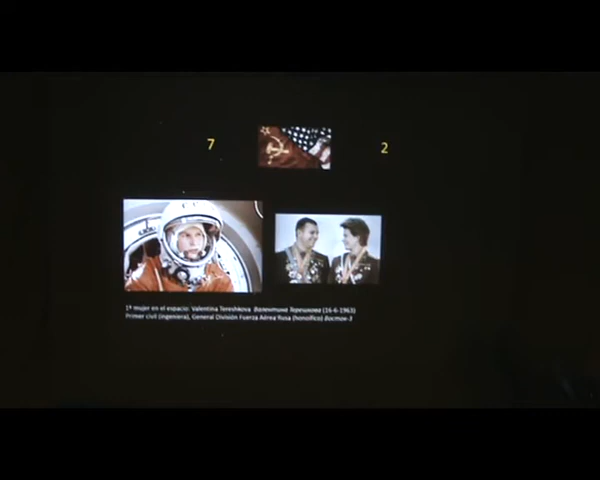 7
2
1ª mujer en el espacio: Valentina Tereshkova Валентина Терешкова (16-6-1963)
Primer civil (ingeniera), General División Fuerza Aérea Rusa (honorífico) Восток-3